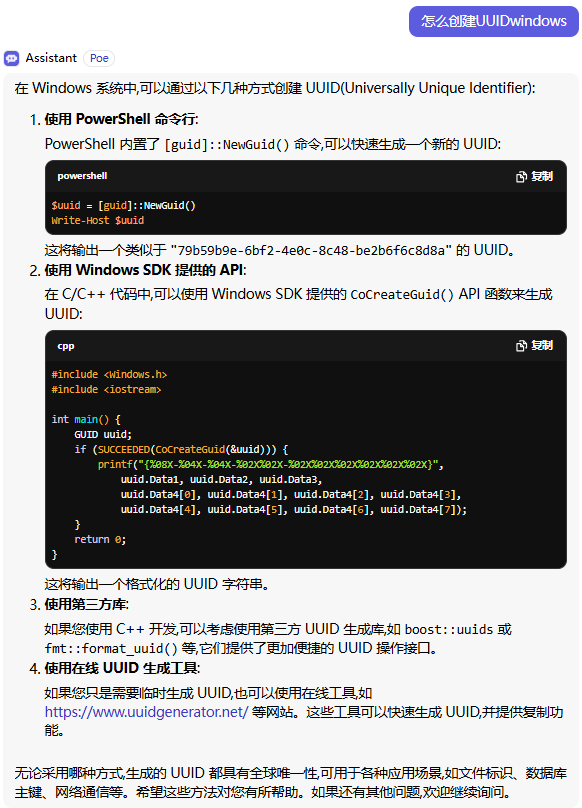 怎么创建UUIDwindows
Assistant Poe
在 Windows 系统中,可以通过以下几种方式创建 UUID(Universally Unique Identifier):
1. 使用 PowerShell 命令行:
PowerShell 内置了 [guid]::NewGuid() 命令,可以快速生成一个新的 UUID:
powershell 复制
$uuid = [guid]::NewGuid()
Write-Host $uuid
这将输出一个类似于 "79b59b9e-6bf2-4e0c-8c48-be2b6f6c8d8a" 的 UUID。
2. 使用 Windows SDK 提供的 API:
在 C/C++ 代码中,可以使用 Windows SDK 提供的 CoCreateGuid() API 函数来生成
UUID:
cpp 复制
#include <Windows.h>
#include <iostream>
int main() {
    GUID uuid;
    if (SUCCEEDED(CoCreateGuid(&uuid))) {
        printf("{%08X-%04X-%04X-%02X%02X-%02X%02X%02X%02X%02X%02X}",
            uuid.Data1, uuid.Data2, uuid.Data3,
            uuid.Data4[0], uuid.Data4[1], uuid.Data4[2], uuid.Data4[3],
            uuid.Data4[4], uuid.Data4[5], uuid.Data4[6], uuid.Data4[7]);
    }
    return 0;
}
这将输出一个格式化的 UUID 字符串。
3. 使用第三方库:
如果您使用 C++ 开发,可以考虑使用第三方 UUID 生成库,如 boost::uuids 或
fmt::format_uuid() 等,它们提供了更加便捷的 UUID 操作接口。
4. 使用在线 UUID 生成工具:
如果您只是需要临时生成 UUID,也可以使用在线工具,如
https://www.uuidgenerator.net/ 等网站。这些工具可以快速生成 UUID,并提供复制功
能。
无论采用哪种方式,生成的 UUID 都具有全球唯一性,可用于各种应用场景,如文件标识、数据库
主键、网络通信等。希望这些方法对您有所帮助。如果还有其他问题,欢迎继续询问。